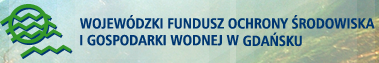 WOJEWÓDZKI FUNDUSZ OCHRONY ŚRODOWISKA
I GOSPODARKI WODNEJ W GDAŃSKU